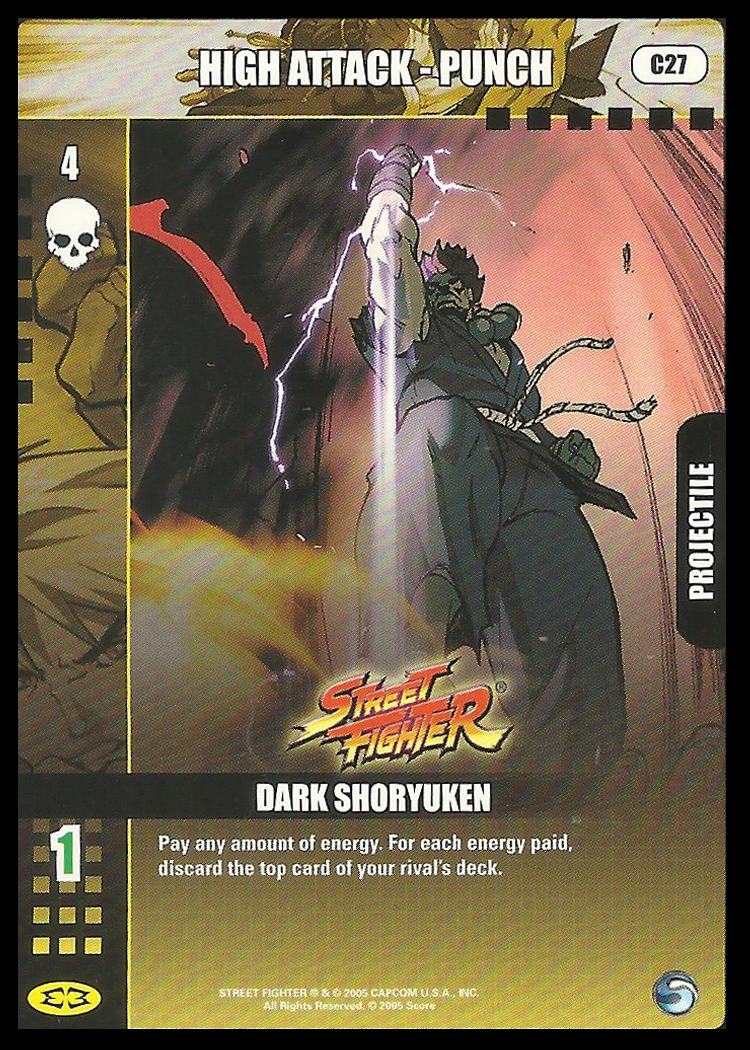 HIGH ATTACK - PUNCH
C27
4
PROJECTILE
STREET
FIGHTER ®
DARK SHORYUKEN
1
Pay any amount of energy. For each energy paid,
discard the top card of your rival's deck.
STREET FIGHTER ® & © 2005 CAPCOM U.S.A., INC.
All Rights Reserved. © 2005 Score